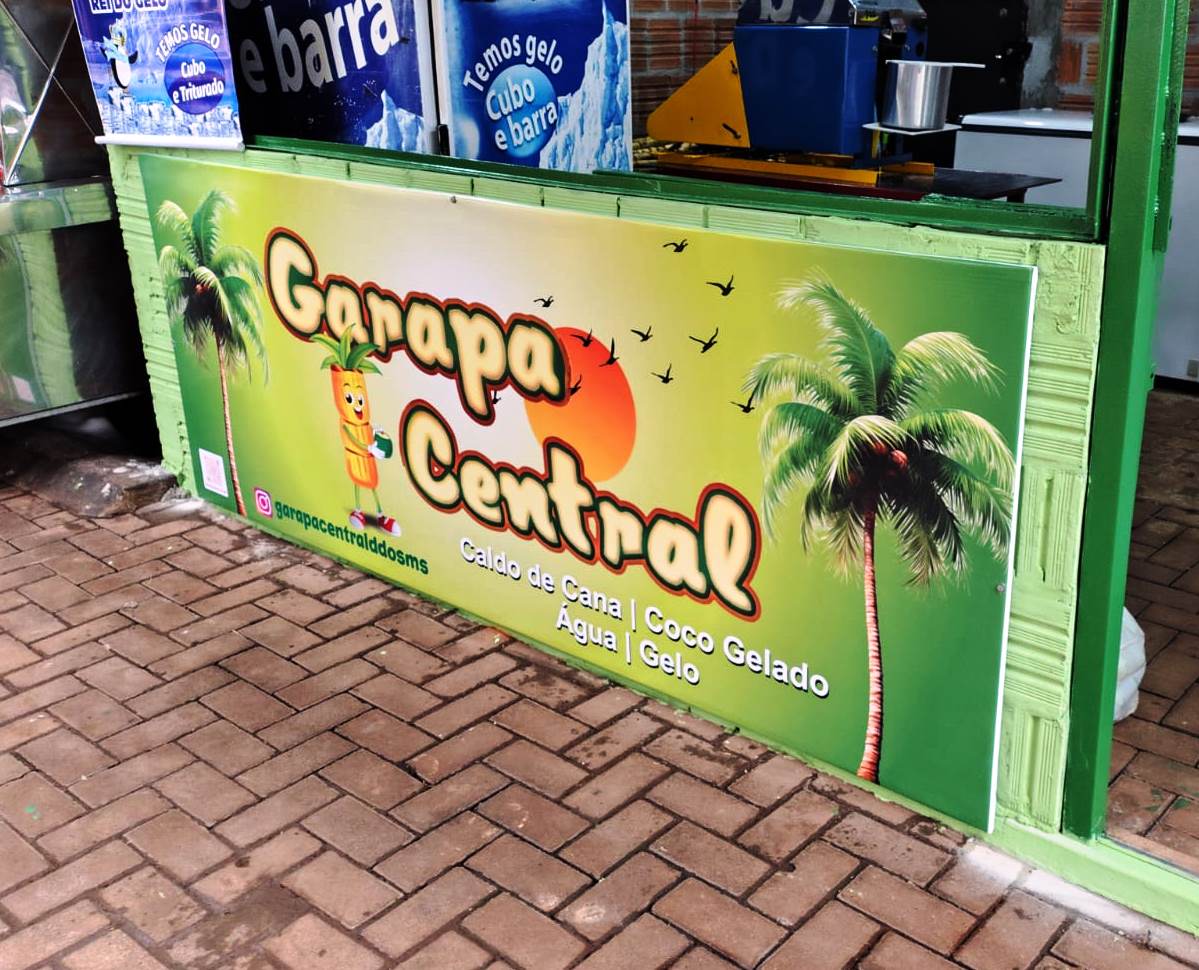 REI DO GELO
TEMOS GELO
Cubo
e Triturado
e barra
Temos gelo
Cubo
e barra
Garapa
Central
garapacentralddosms
Caldo de Cana | Coco Gelado
Água | Gelo